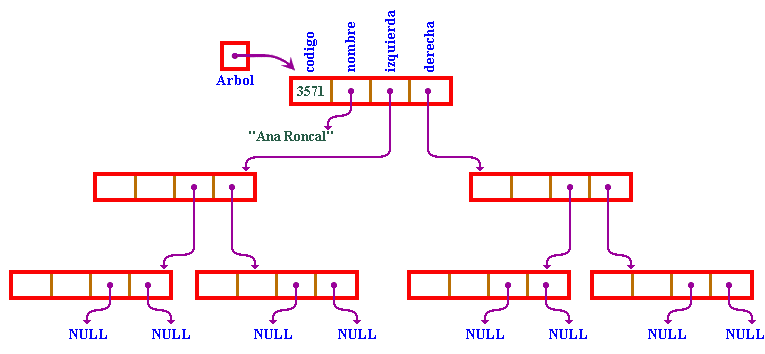 codigo
nombre
izquierda
derecha
Arbol
3571
"Ana Roncal"
NULL
NULL
NULL
NULL
NULL
NULL
NULL
NULL